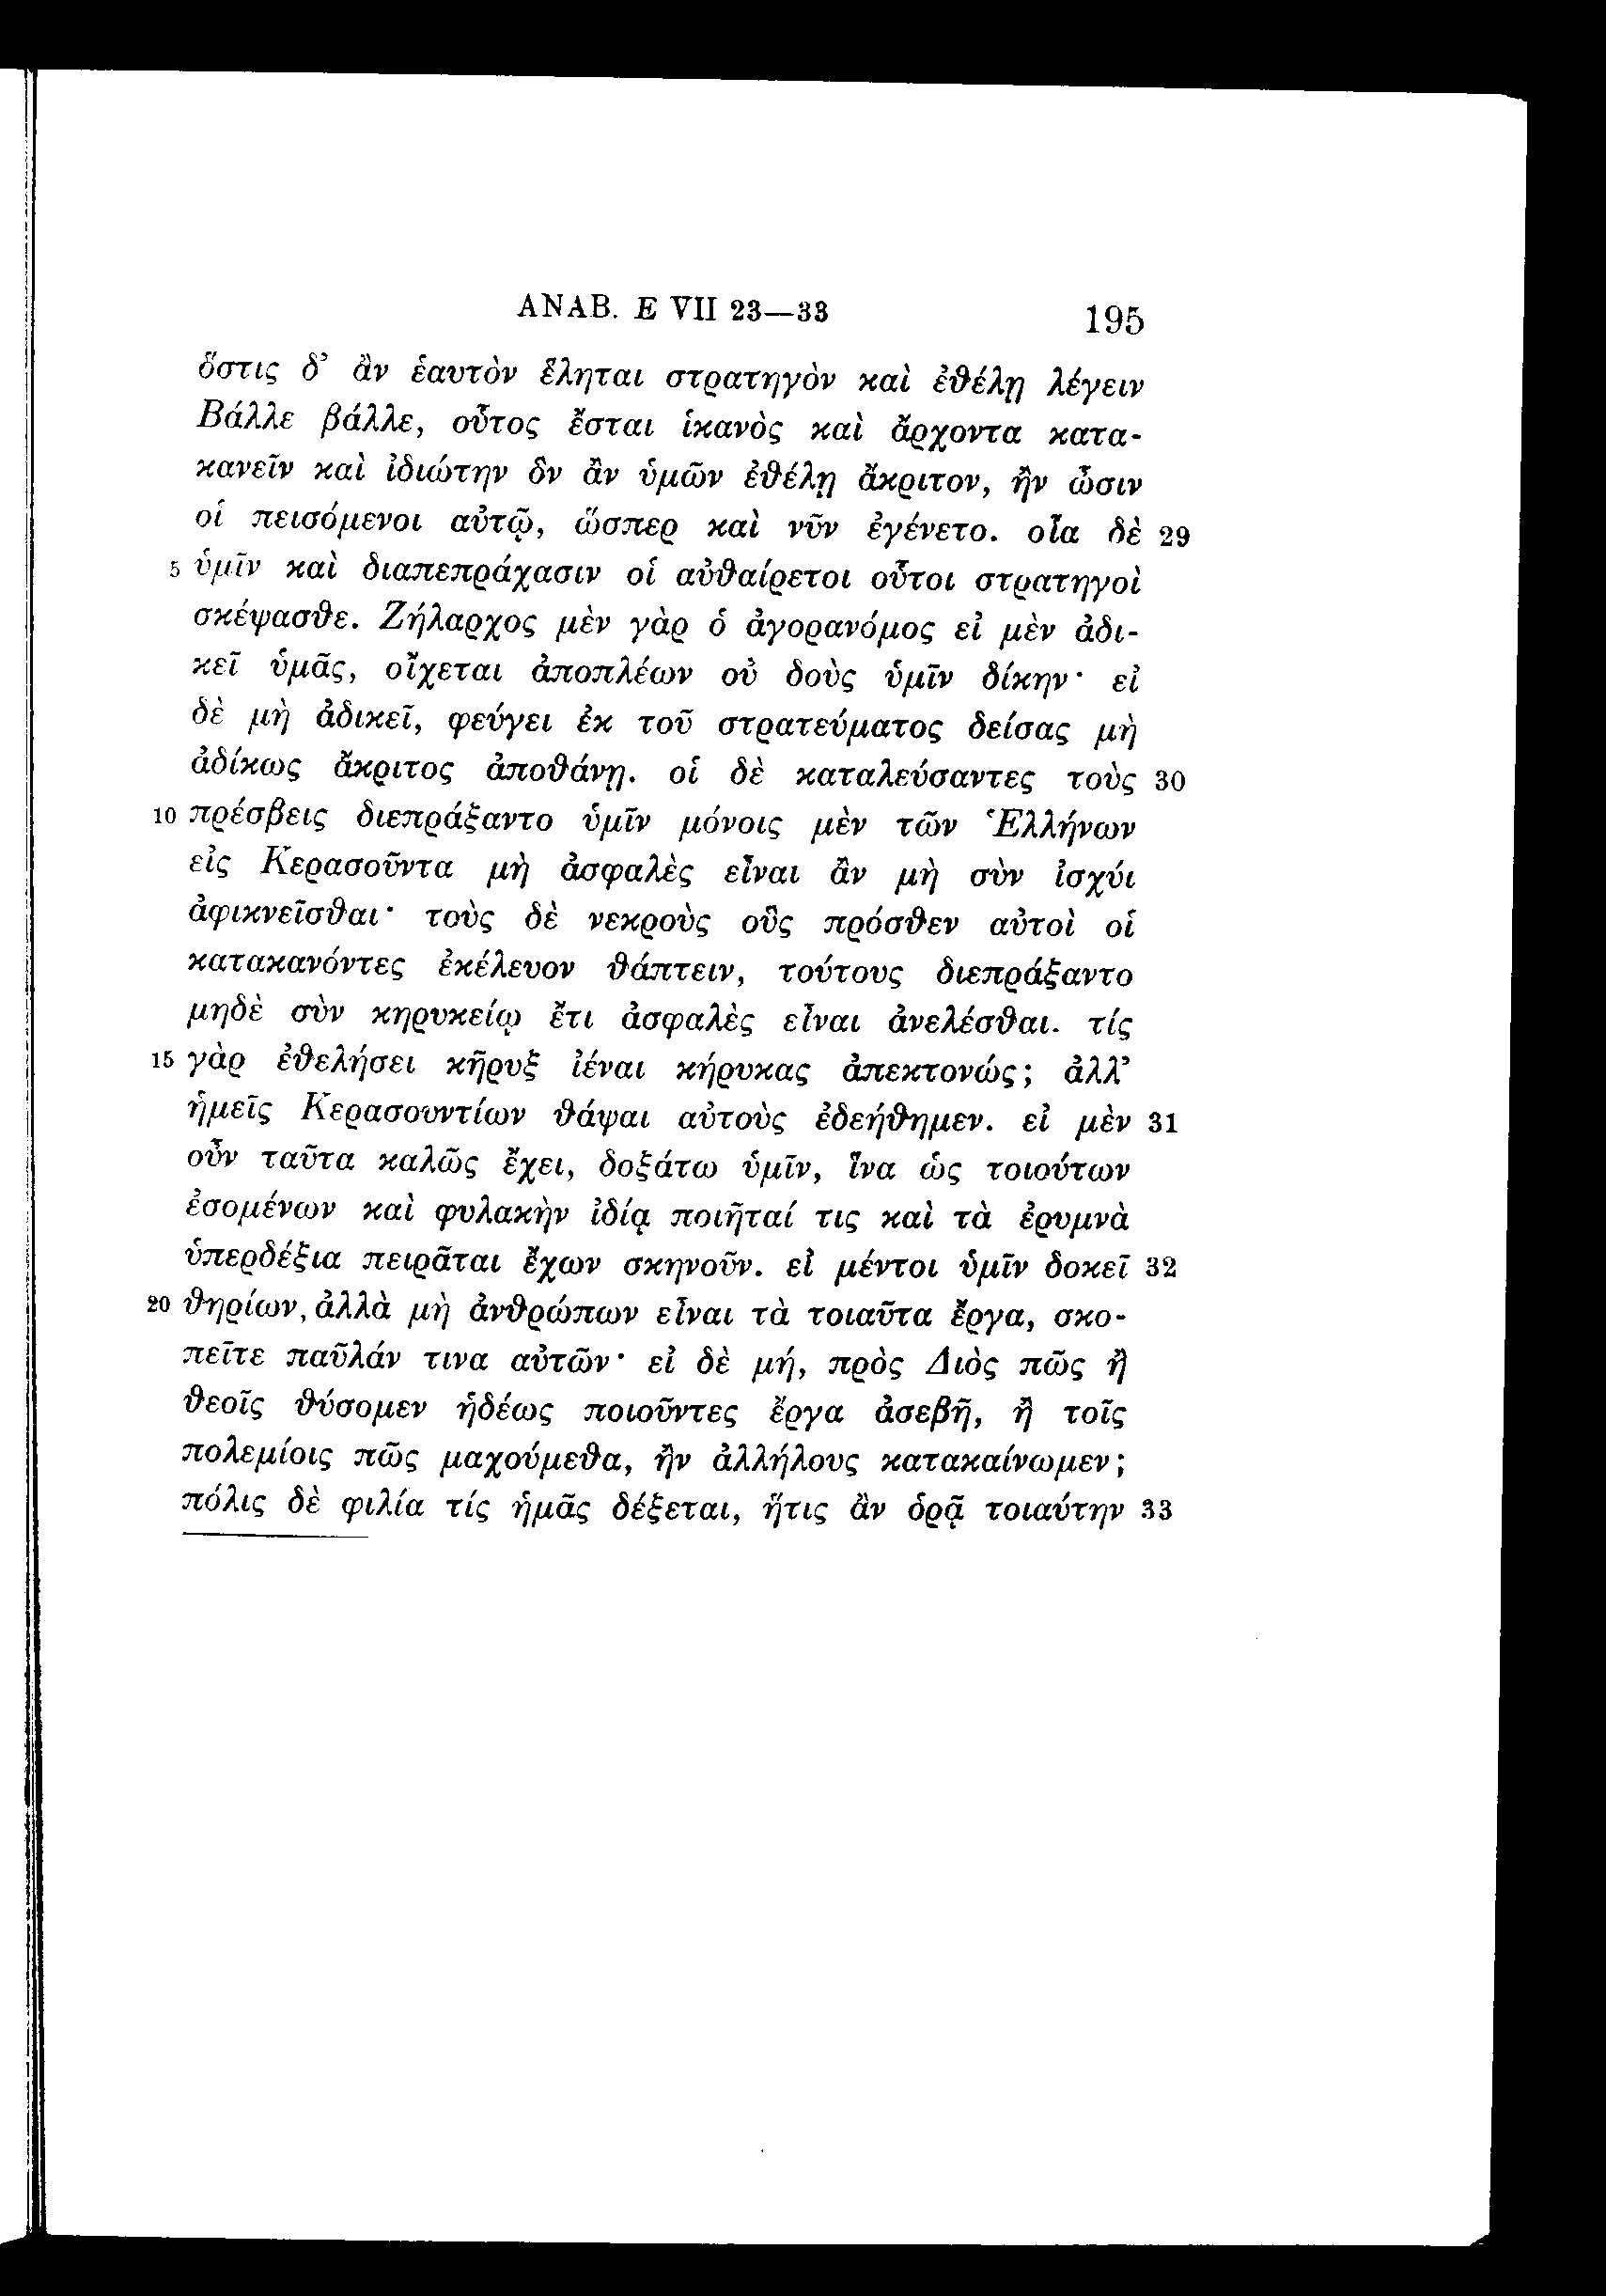 ΑΝΑΒ. Ε VII 23—33 195
ὅστις δ’ ἂν ἑαυτὸν ἕληται στρατηγὸν καὶ ἐθέλῃ λέγειν
Βάλλε βάλλε, οὗτος ἔσται ἱκανὸς καὶ ἄρχοντα κατα-
κανεῖν καὶ ἰδιώτην ὃν ἂν ὑμῶν ἐθέλῃ ἄκριτον, ἢν ὦσιν
οἱ πεισόμενοι αὐτῷ, ὥσπερ καὶ νῦν ἐγένετο. οἷα δὲ 29
5 ὑμῖν καὶ διαπεπράχασιν οἱ αὐθαίρετοι οὗτοι στρατηγοὶ
σκέψασθε. Ζήλαρχος μὲν γὰρ ὁ ἀγορανόμος εἰ μὲν ἀδι-
κεῖ ὑμᾶς, οἴχεται ἀποπλέων οὐ δοὺς ὑμῖν δίκην· εἰ
δὲ μὴ ἀδικεῖ, φεύγει ἐκ τοῦ στρατεύματος δείσας μὴ
ἀδίκως ἄκριτος ἀποθάνῃ. οἱ δὲ καταλεύσαντες τοὺς 30
10 πρέσβεις διεπράξαντο ὑμῖν μόνοις μὲν τῶν Ἑλλήνων
εἰς Κερασοῦντα μὴ ἀσφαλὲς εἶναι ἂν μὴ σὺν ἰσχύι
ἀφικνεῖσθαι· τοὺς δὲ νεκροὺς οὓς πρόσθεν αὐτοὶ οἱ
κατακανόντες ἐκέλευον θάπτειν, τούτους διεπράξαντο
μηδὲ σὺν κηρυκείῳ ἔτι ἀσφαλὲς εἶναι ἀνελέσθαι. τίς
15 γὰρ ἐθελήσει κῆρυξ ἰέναι κήρυκας ἀπεκτονώς; ἀλλ’
ἡμεῖς Κερασουντίων θάψαι αὐτοὺς ἐδεήθημεν. εἰ μὲν 31
οὖν ταῦτα καλῶς ἔχει, δοξάτω ὑμῖν, ἵνα ὡς τοιούτων
ἐσομένων καὶ φυλακὴν ἰδίᾳ ποιῆταί τις καὶ τὰ ἐρυμνὰ
ὑπερδέξια πειρᾶται ἔχων σκηνοῦν. εἰ μέντοι ὑμῖν δοκεῖ 32
20 θηρίων, ἀλλὰ μὴ ἀνθρώπων εἶναι τὰ τοιαῦτα ἔργα, σκο-
πεῖτε παῦλάν τινα αὐτῶν· εἰ δὲ μή, πρὸς Διὸς πῶς ἢ
θεοῖς θύσομεν ἡδέως ποιοῦντες ἔργα ἀσεβῆ, ἢ τοῖς
πολεμίοις πῶς μαχούμεθα, ἢν ἀλλήλους κατακαίνωμεν;
πόλις δὲ φιλία τίς ἡμᾶς δέξεται, ἥτις ἂν ὁρᾷ τοιαύτην 33